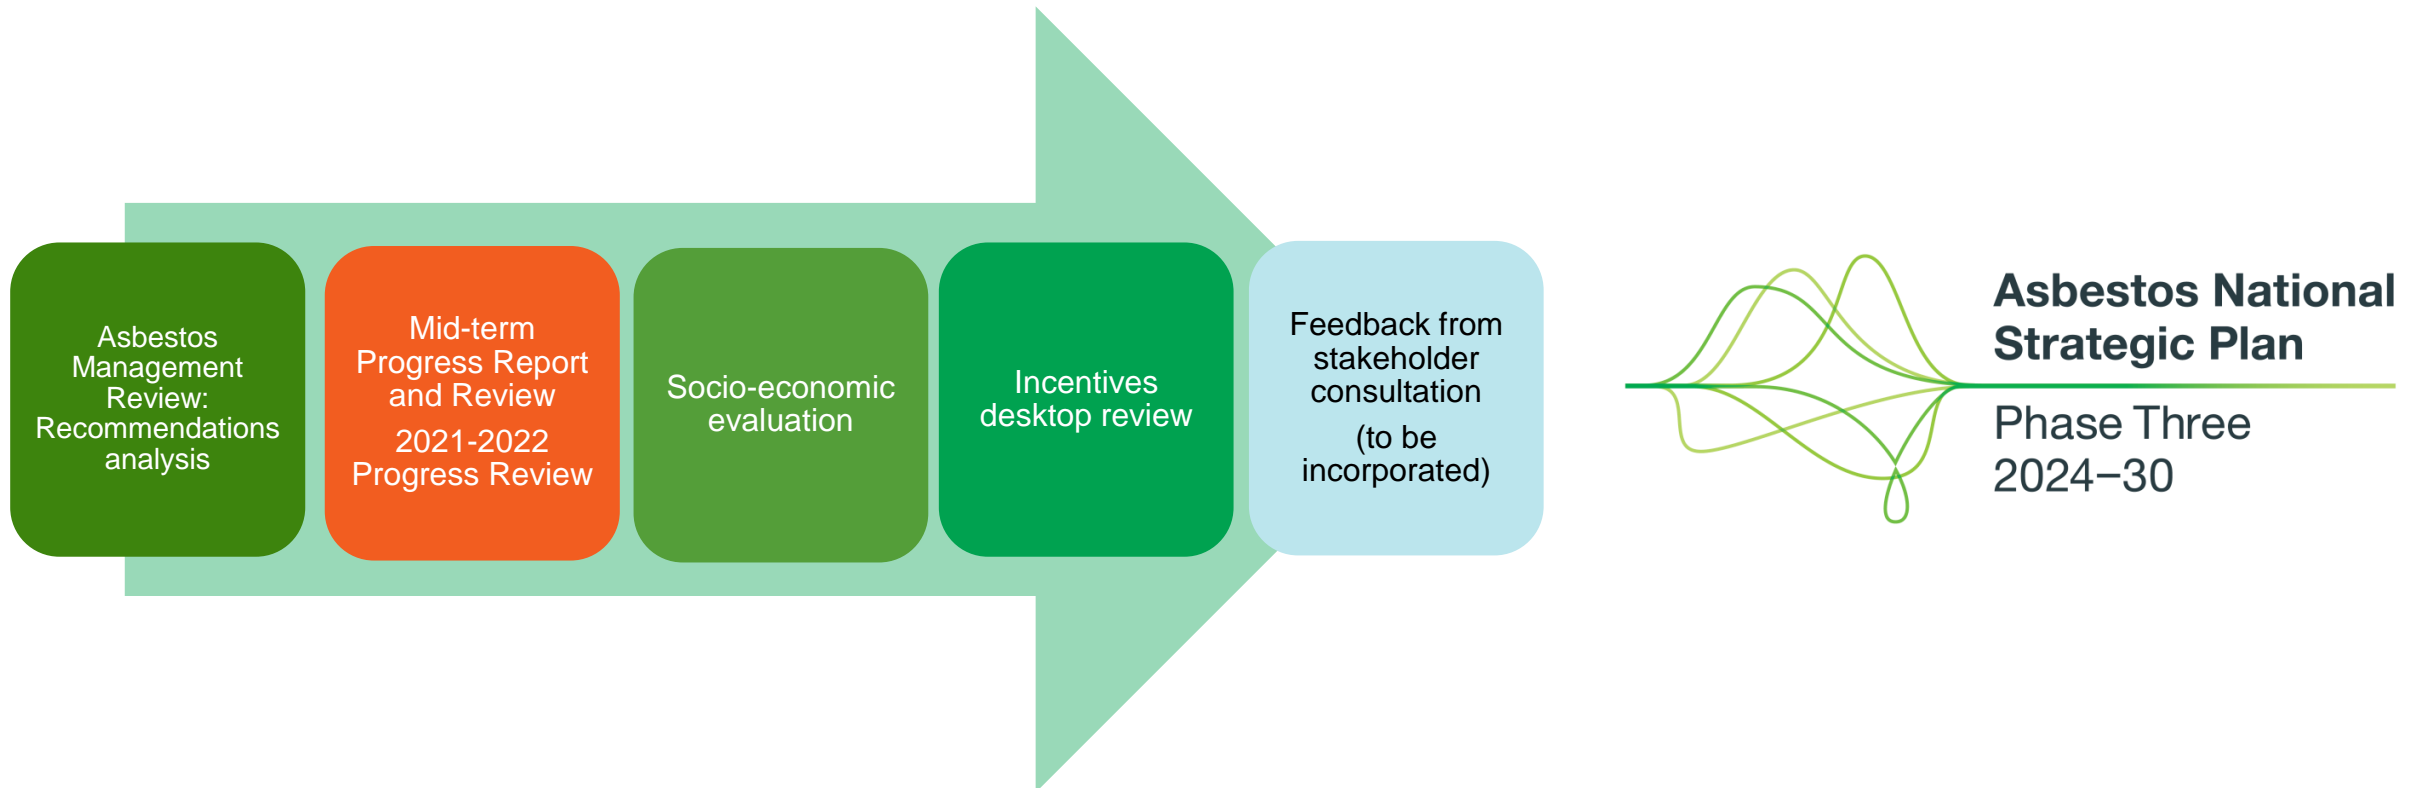 Asbestos
Management
Review:
Recommendations
analysis
Mid-term
Progress Report
and Review
2021-2022
Progress Review
Socio-economic
evaluation
Incentives
desktop review
Feedback from
stakeholder
consultation
(to be
incorporated)
Asbestos National
Strategic Plan
Phase Three
2024–30